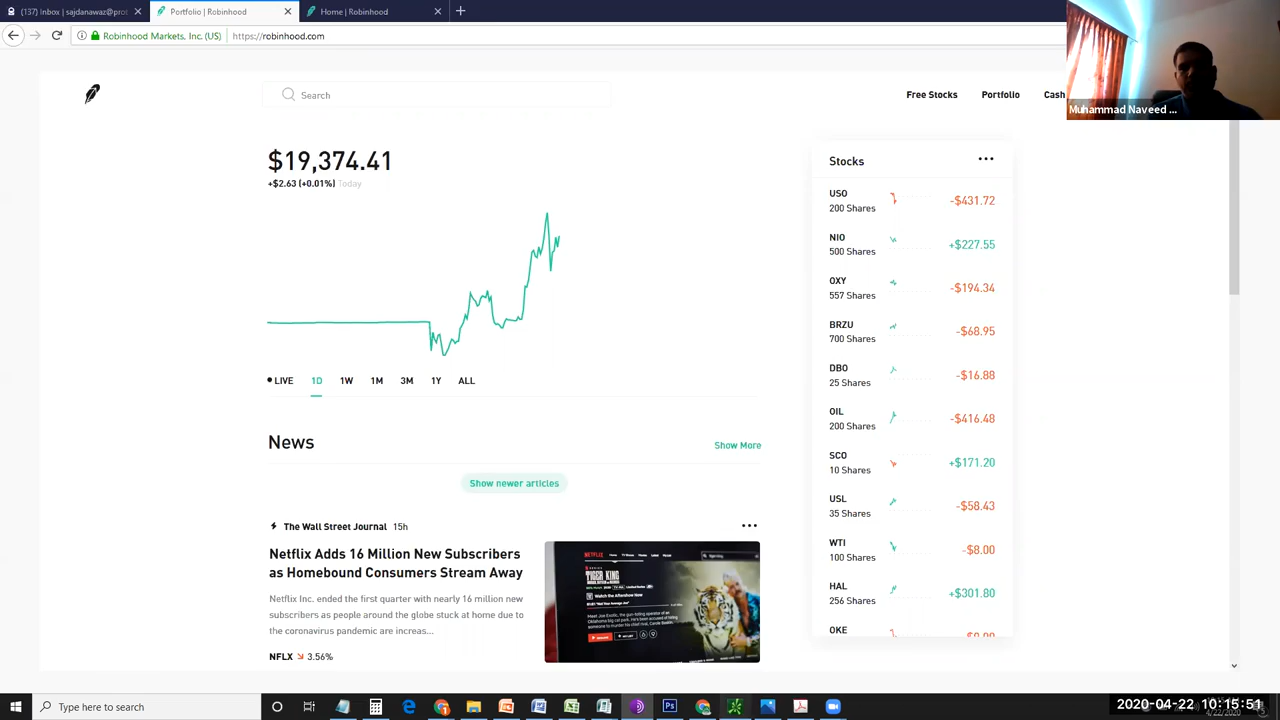 (137) Inbox | sajdanawaz@pro
Portfolio | Robinhood
Home | Robinhood
Robinhood Markets, Inc. (US)
https://robinhood.com
Search
Free Stocks
Portfolio
Cash
Muhammad Naveed ...
$19,374.41
+$2.63 (+0.01%) Today
LIVE
1D
1W
1M
3M
1Y
ALL
News
Show More
Show newer articles
The Wall Street Journal 15h
Netflix Adds 16 Million New Subscribers
as Homebound Consumers Stream Away
Netflix Inc. ended the first quarter with nearly 16 million new
subscribers as people around the globe stuck at home due to
the coronavirus pandemic are increas...
NFLX 3.56%
NETFLIX
TIGER
KING
Stocks
USO
200 Shares
-$431.72
NIO
500 Shares
+$227.55
OXY
557 Shares
-$194.34
BRZU
700 Shares
-$68.95
DBO
25 Shares
-$16.88
OIL
200 Shares
-$416.48
SCO
10 Shares
+$171.20
USL
35 Shares
-$58.43
WTI
100 Shares
-$8.00
HAL
256 Shares
+$301.80
OKE
Type here to search
2020-04-22 10:15:51